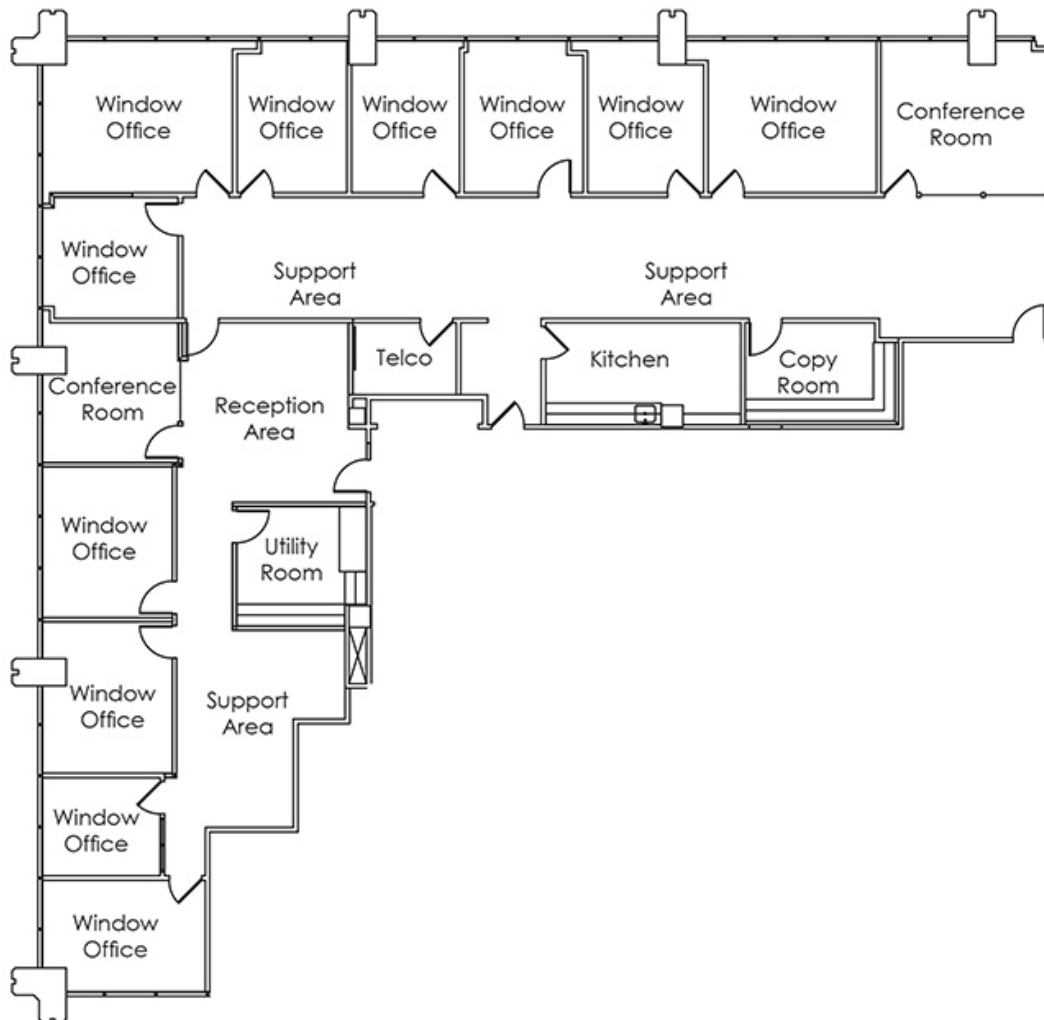 Window
Office
Window
Office
Window
Office
Window
Office
Window
Office
Window
Office
Conference
Room
Window
Office
Support
Area
Support
Area
Conference
Room
Reception
Area
Telco
Kitchen
Copy
Room
Window
Office
Utility
Room
Window
Office
Support
Area
Window
Office
Window
Office